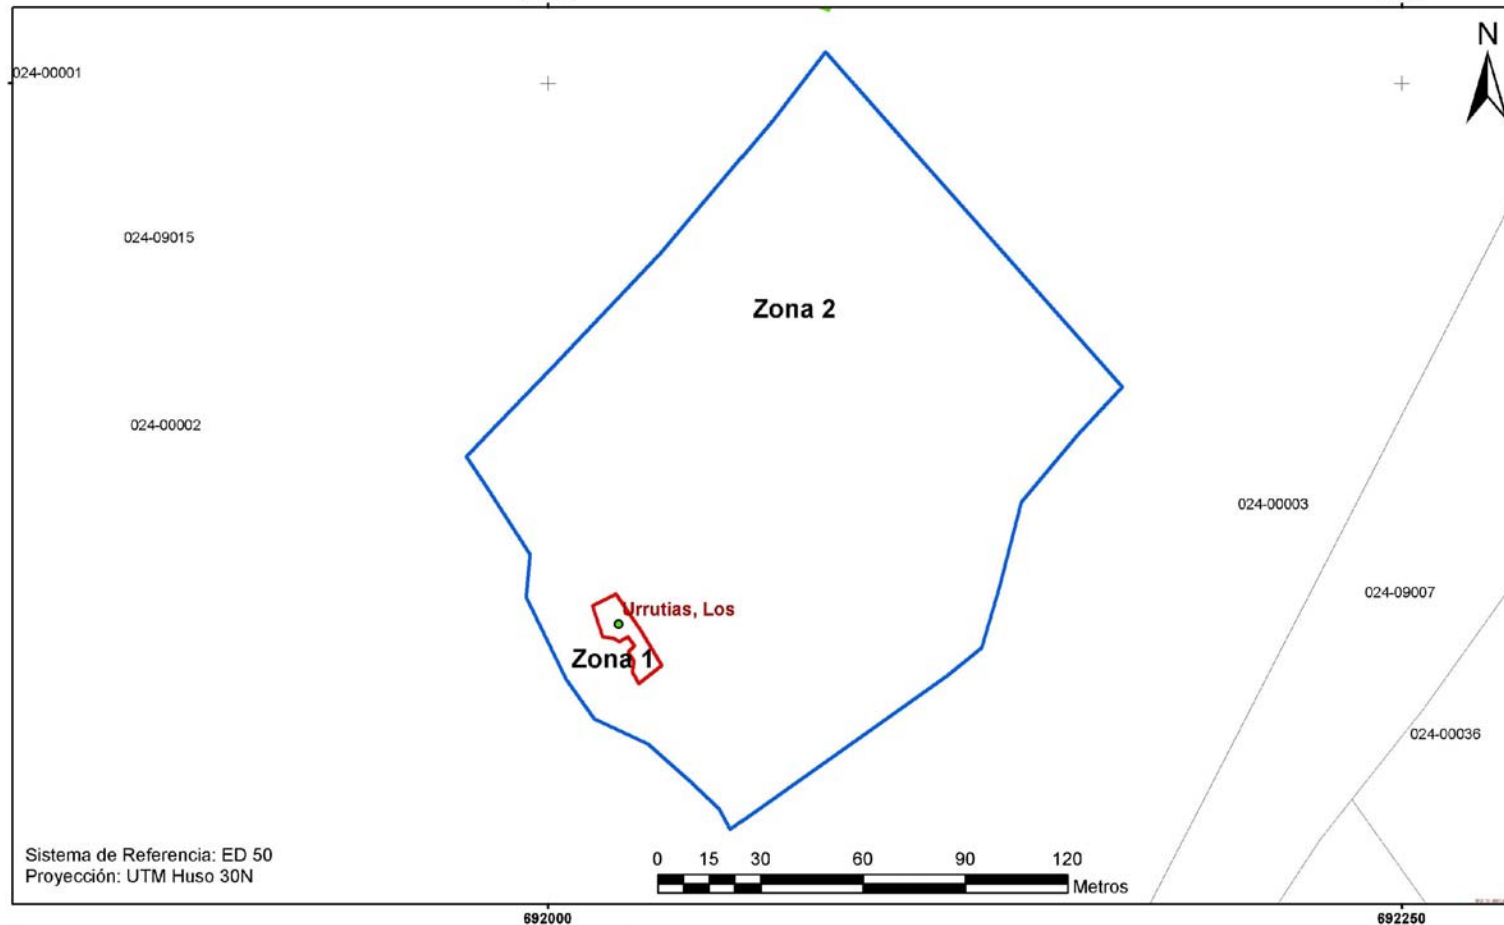 N
024-00001
024-09015
Zona 2
024-00002
024-00003
024-09007
Urrutias, Los
Zona 1
024-00036
Sistema de Referencia: ED 50
Proyección: UTM Huso 30N
0 15 30 60 90 120
Metros
692000 692250